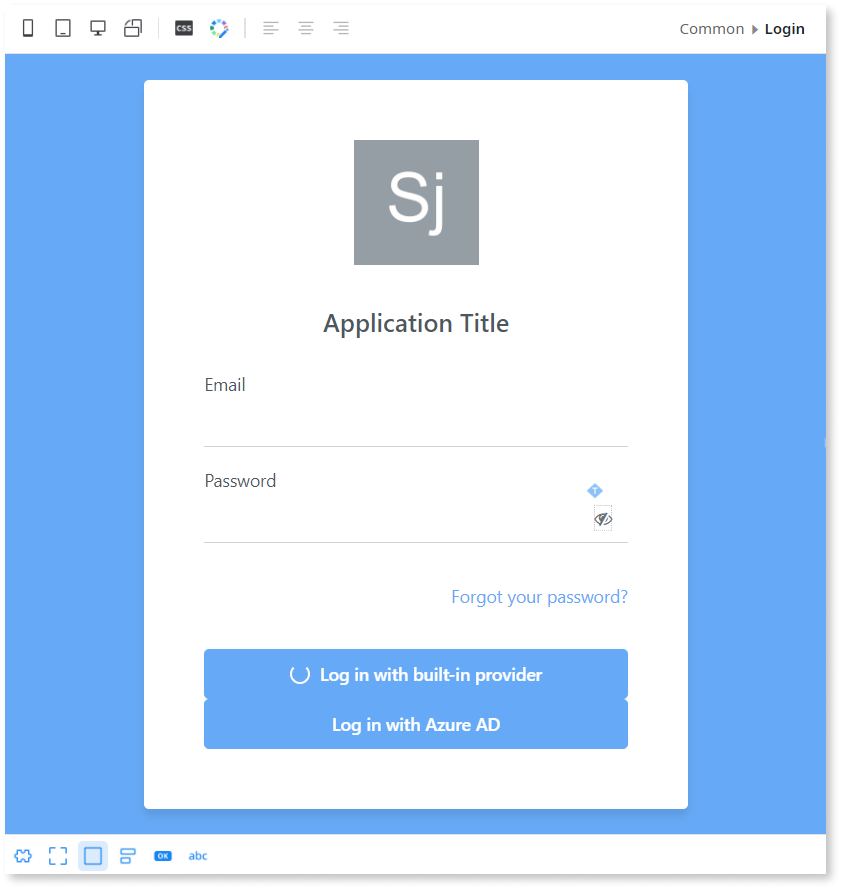 CSS
Common Login
Sj
Application Title
Email
Password
T
Forgot your password?
Log in with built-in provider
Log in with Azure AD
OK
abc